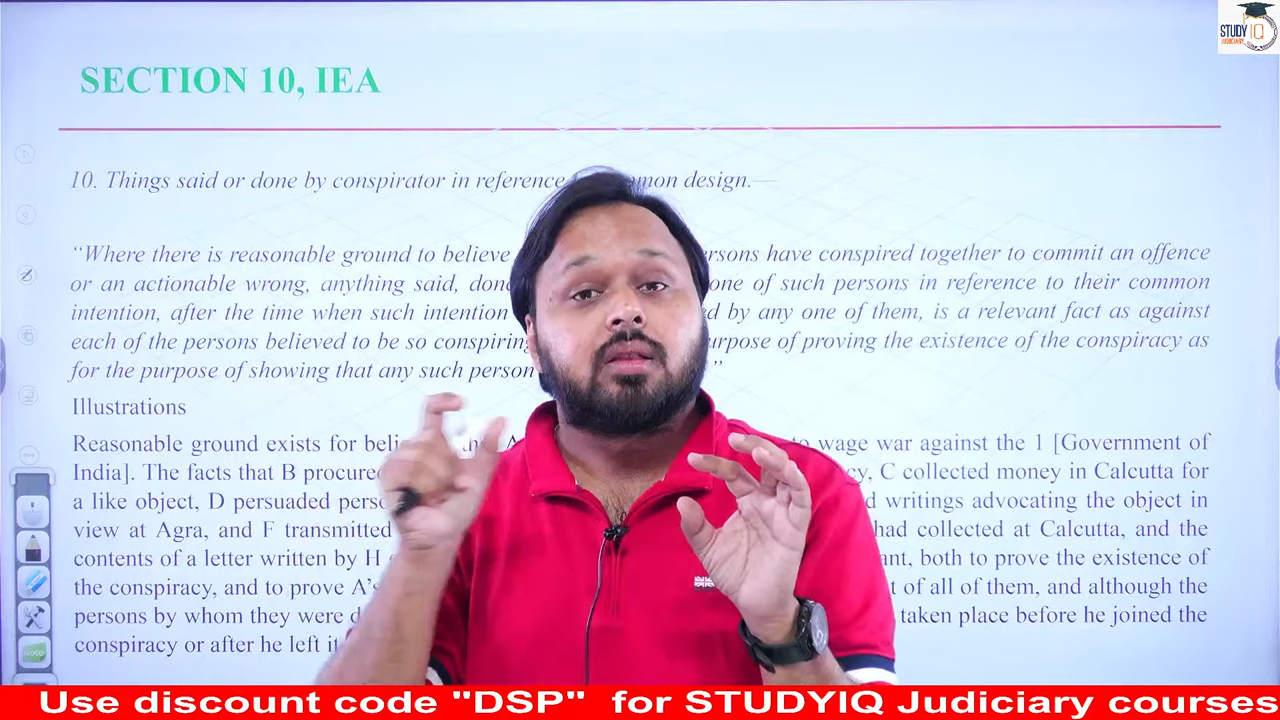 STUDY IQ
JUDICIARY
SECTION 10, IEA
10. Things said or done by conspirator in reference mmon design.—
“Where there is reasonable ground to believe ersons have conspired together to commit an offence
or an actionable wrong, anything said, done one of such persons in reference to their common
intention, after the time when such intention d by any one of them, is a relevant fact as against
each of the persons believed to be so conspiring urpose of proving the existence of the conspiracy as
for the purpose of showing that any such person ”
Illustrations
Reasonable ground exists for beli A to wage war against the 1 [Government of
India]. The facts that B procured cy, C collected money in Calcutta for
a like object, D persuaded perso d writings advocating the object in
view at Agra, and F transmitted had collected at Calcutta, and the
contents of a letter written by H ant, both to prove the existence of
the conspiracy, and to prove A’s t of all of them, and although the
persons by whom they were d taken place before he joined the
conspiracy or after he left it
Note
Use discount code "DSP" for STUDYIQ Judiciary courses